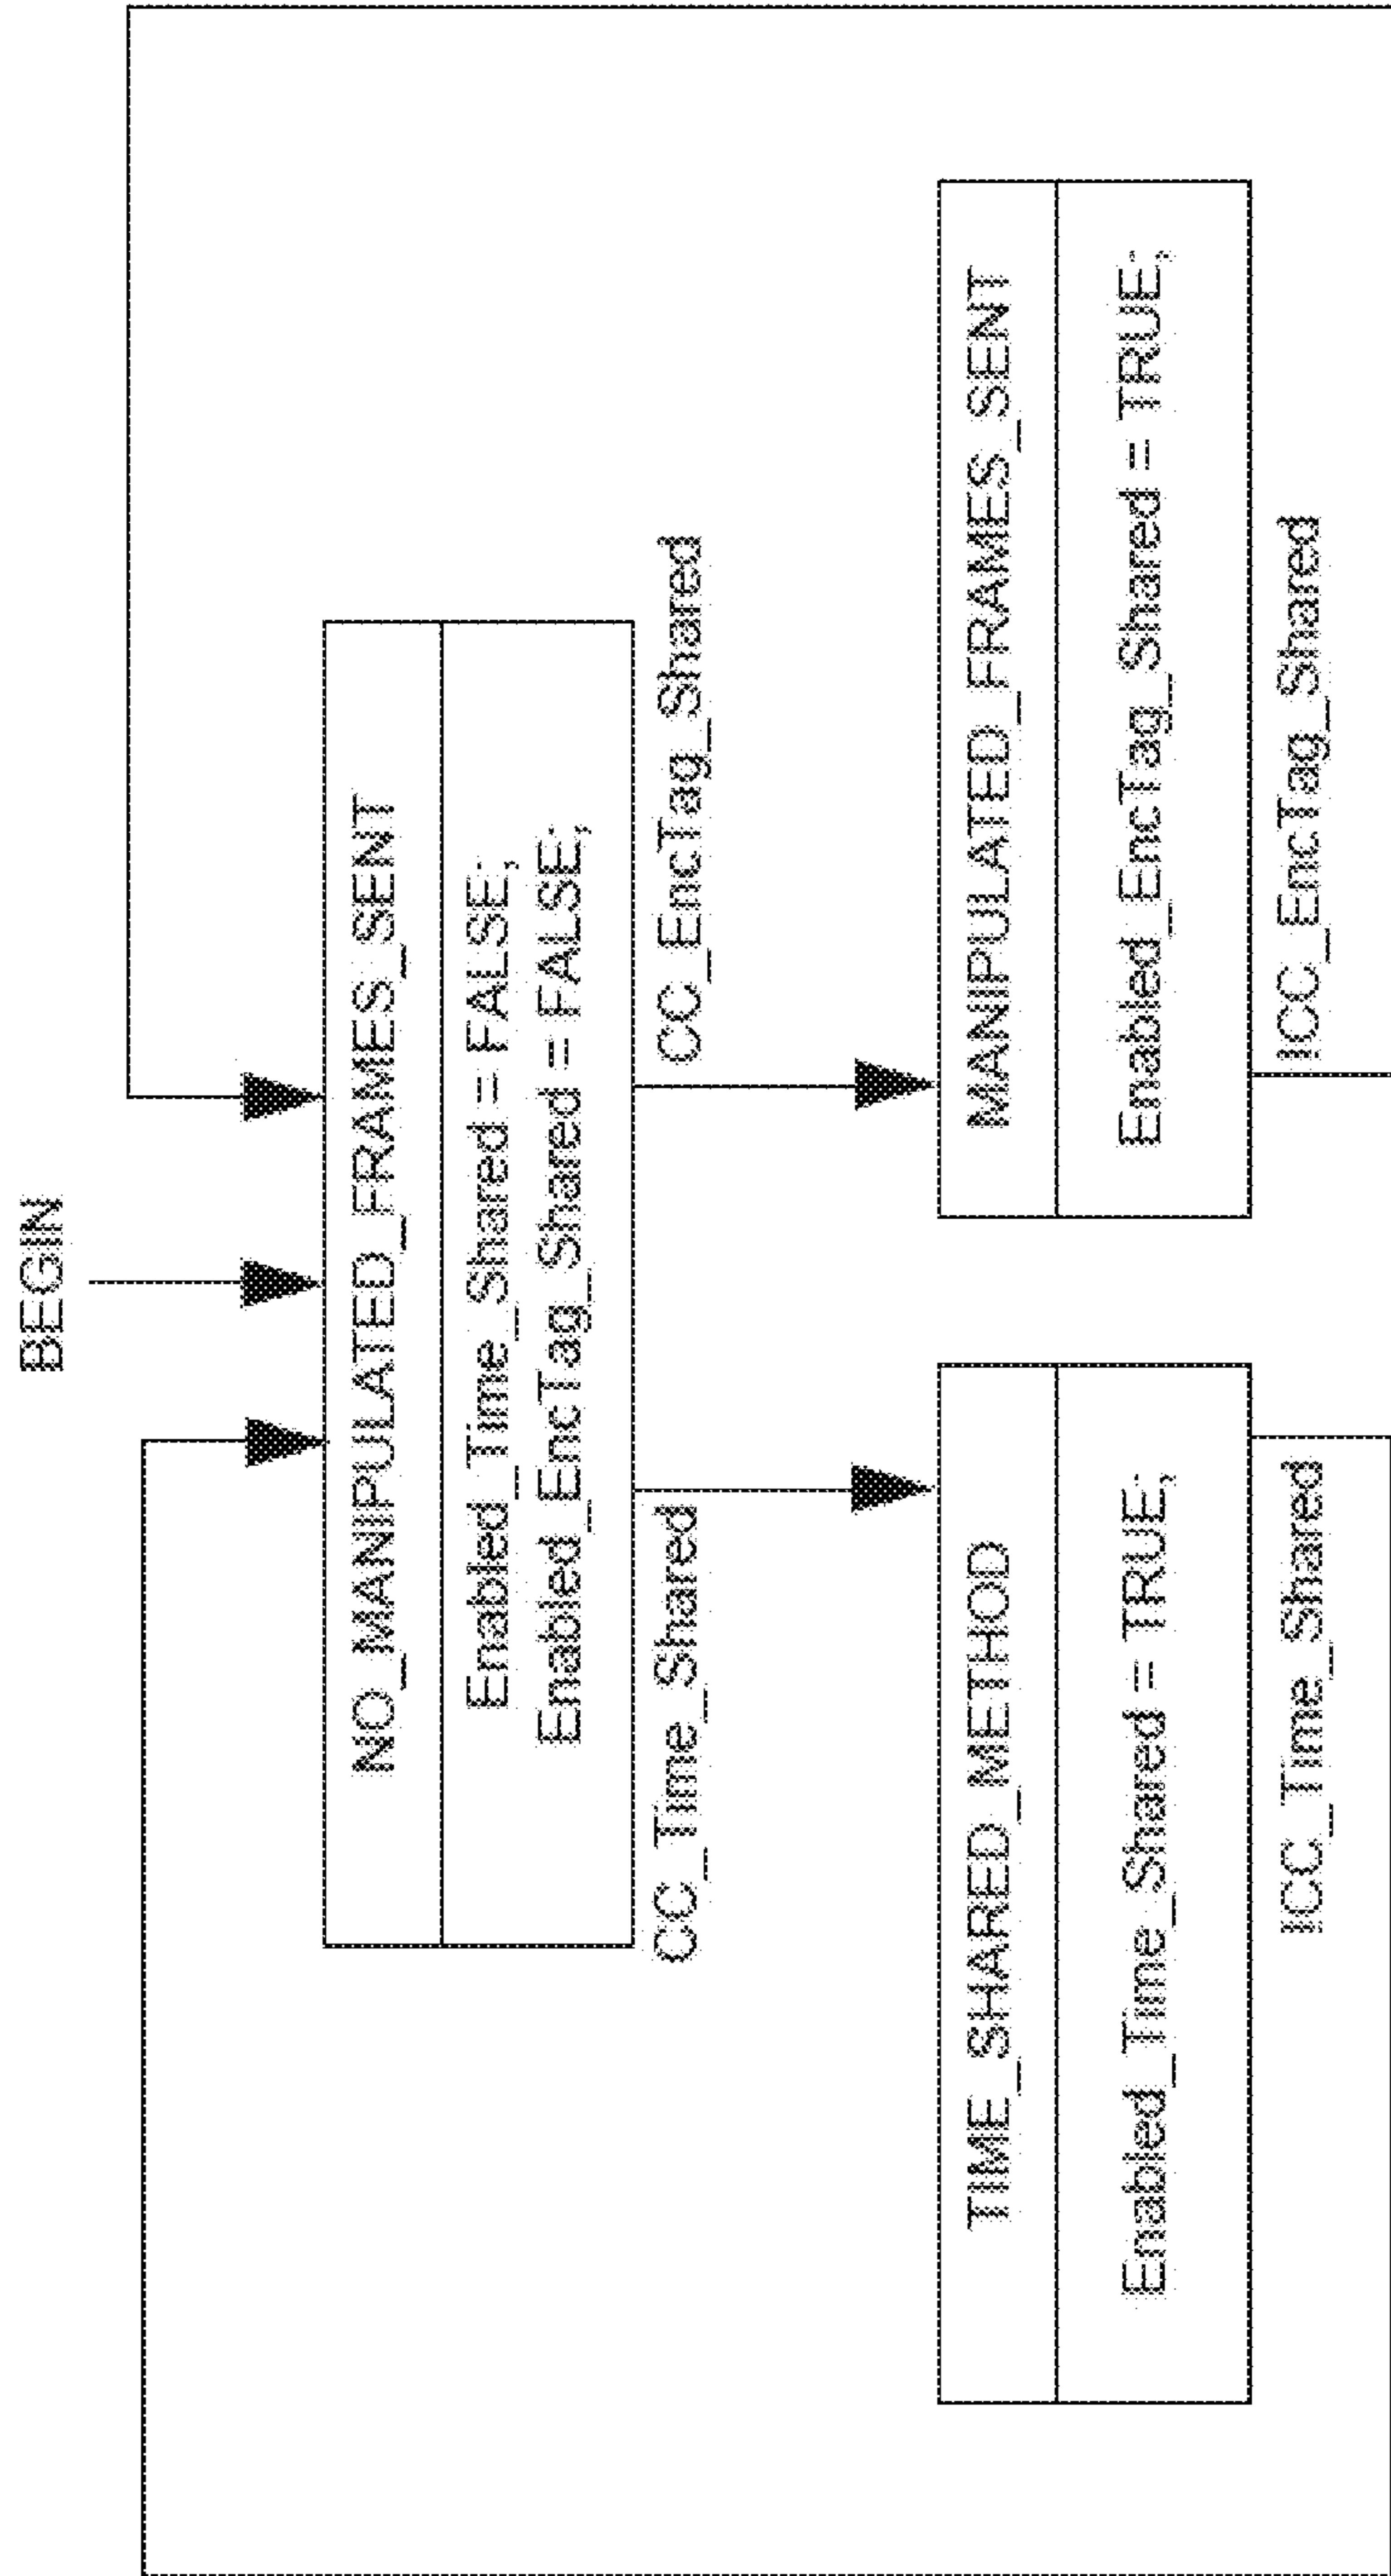 BEGIN
NO_MANIPULATED_FRAMES_SENT
Enabled_Time_Shared = FALSE;
Enabled_EncTag_Shared = FALSE;
CC_Time_Shared
CC_EncTag_Shared
TIME_SHARED_METHOD
Enabled_Time_Shared = TRUE;
!CC_Time_Shared
MANIPULATED_FRAMES_SENT
Enabled_EncTag_Shared = TRUE;
!CC_EncTag_Shared